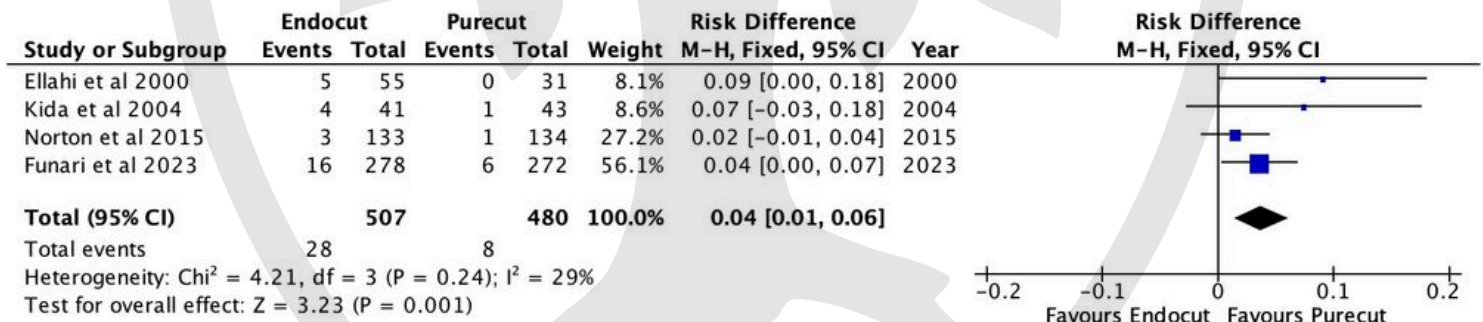 Endocut Purecut Risk Difference Risk Difference
Study or Subgroup Events Total Events Total Weight M-H, Fixed, 95% CI Year M-H, Fixed, 95% CI
Ellahi et al 2000 5 55 0 31 8.1% 0.09 [0.00, 0.18] 2000
Kida et al 2004 4 41 1 43 8.6% 0.07 [-0.03, 0.18] 2004
Norton et al 2015 3 133 1 134 27.2% 0.02 [-0.01, 0.04] 2015
Funari et al 2023 16 278 6 272 56.1% 0.04 [0.00, 0.07] 2023
Total (95% CI) 507 480 100.0% 0.04 [0.01, 0.06]
Total events 28 8
Heterogeneity: Chi² = 4.21, df = 3 (P = 0.24); I² = 29%
Test for overall effect: Z = 3.23 (P = 0.001)
-0.2 -0.1 0 0.1 0.2
Favours Endocut Favours Purecut